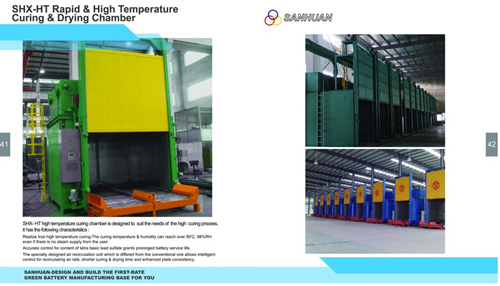 SHX-HT Rapid & High Temperature
Curing & Drying Chamber
SANHUAN
41
42
SHX- HT high temperature curing chamber is designed to suit the needs of the high curing process,
it has the following characteristics :
Realize true high temperature curing.The curing temperature & humidity can reach over 90'C, 98%RH
even if there is no steam supply from the user.
Accurate control for content of tetra basic lead sulfate grants prolonged battery service life.
The specially designed air recirculation unit which is differed from the conventional one allows intelligent
control for recirculating air rate, shorter curing & drying time and enhanced plate consistency.
SANHUAN-DESIGN AND BUILD THE FIRST-RATE
GREEN BATTERY MANUFACTURING BASE FOR YOU